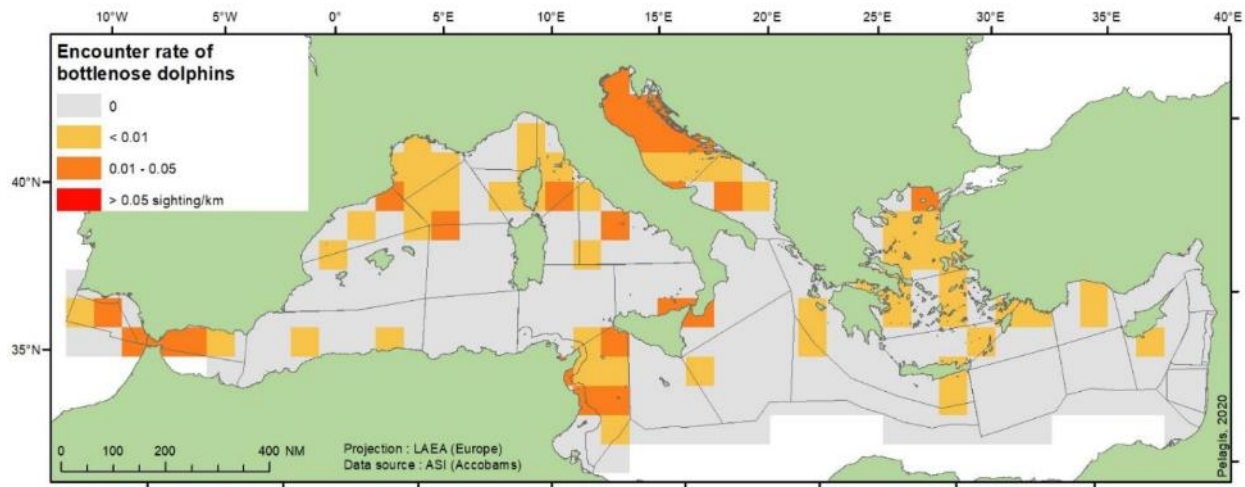 10°W 5°W 0° 5°E 10°E 15°E 20°E 25°E 30°E 35°E 40°E
Encounter rate of
bottlenose dolphins
0
< 0.01
0.01 - 0.05
> 0.05 sighting/km
40°N
35°N
0 100 200 400 NM
Projection : LAEA (Europe)
Data source : ASI (Accobams)
Pelagis, 2020